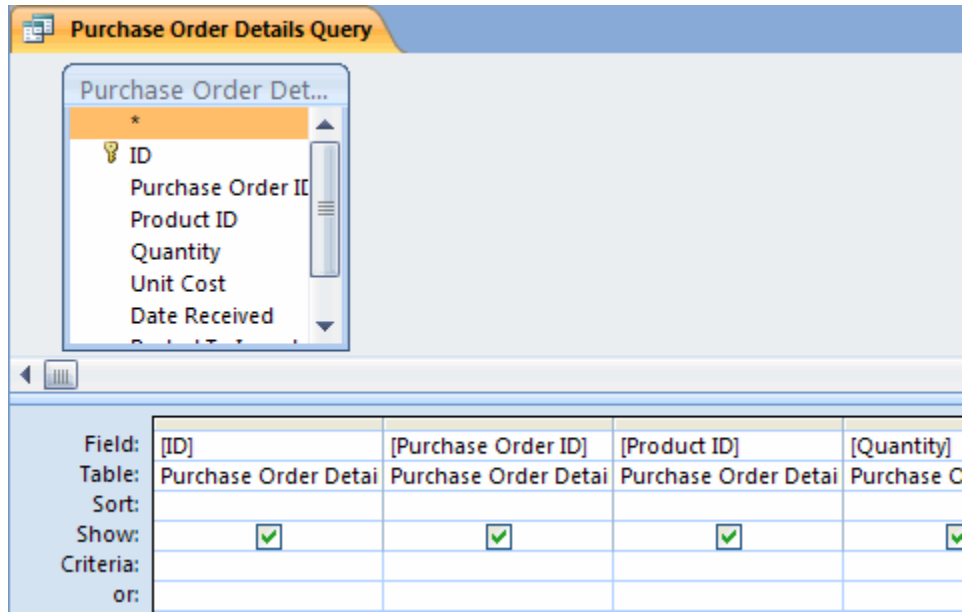 Purchase Order Details Query
Purchase Order Det...
*
ID
Purchase Order ID
Product ID
Quantity
Unit Cost
Date Received
Field: [ID] [Purchase Order ID] [Product ID] [Quantity]
Table: Purchase Order Detai Purchase Order Detai Purchase Order Detai Purchase O
Sort:
Show:
Criteria:
or: